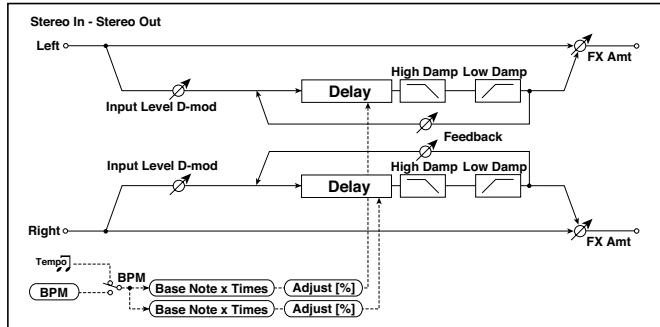 Stereo In - Stereo Out
Left
FX Amt
High Damp Low Damp
Delay
Input Level D-mod
Feedback
Input Level D-mod
High Damp Low Damp
Delay
Right
FX Amt
Tempo
BPM
BPM
Base Note x Times Adjust [%]
Base Note x Times Adjust [%]